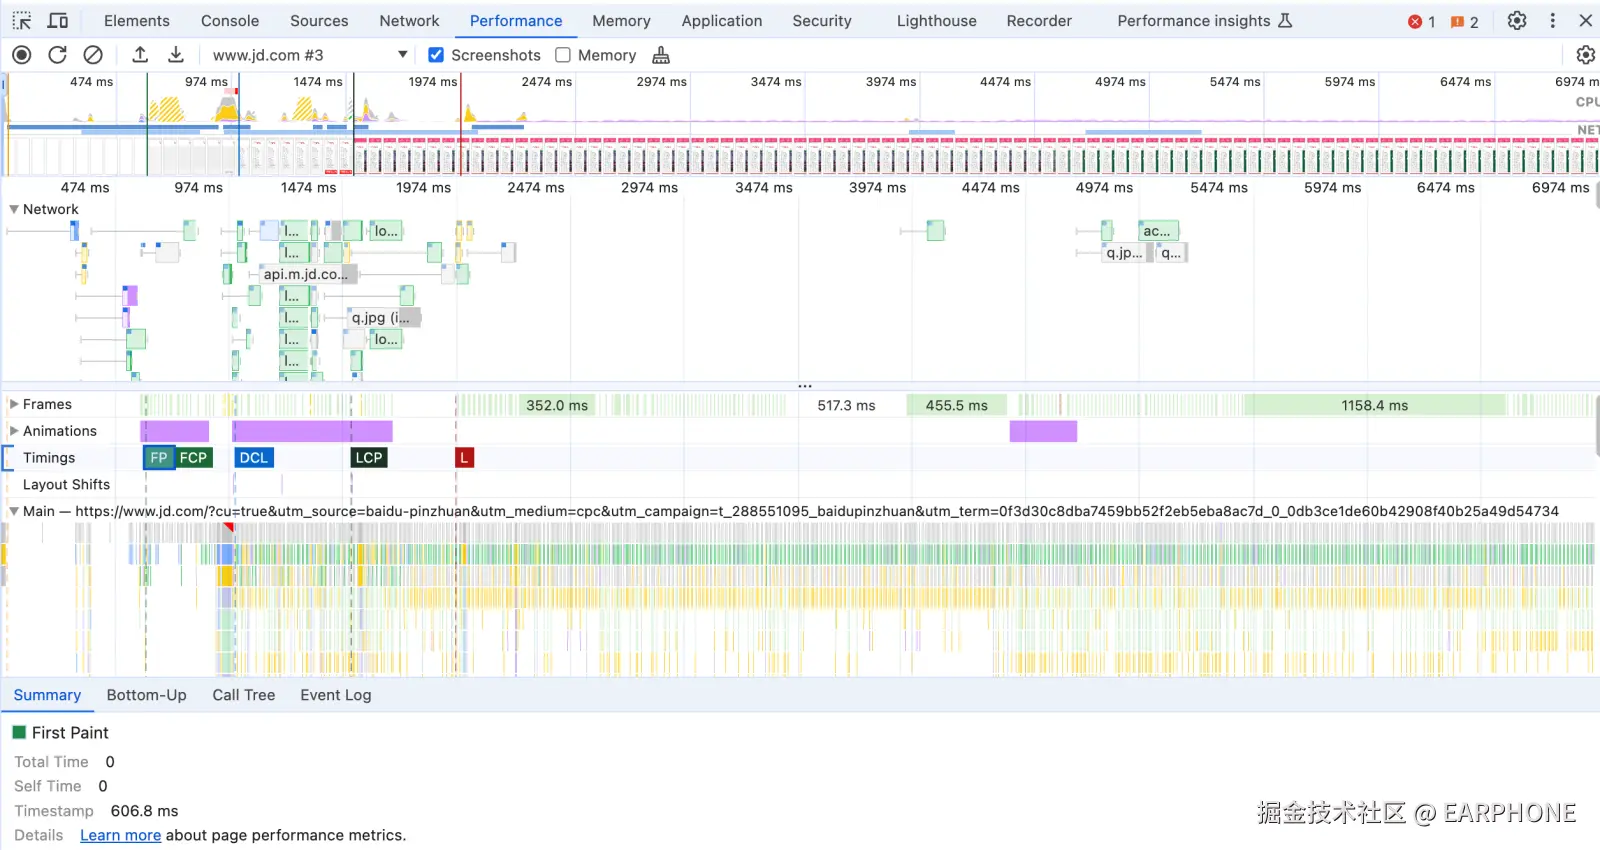 Elements Console Sources Network Performance Memory Application Security Lighthouse Recorder Performance insights 1 2
www.jd.com #3 Screenshots Memory
474 ms 974 ms 1474 ms 1974 ms 2474 ms 2974 ms 3474 ms 3974 ms 4474 ms 4974 ms 5474 ms 5974 ms 6474 ms 6974 m
CPU
NET
474 ms 974 ms 1474 ms 1974 ms 2474 ms 2974 ms 3474 ms 3974 ms 4474 ms 4974 ms 5474 ms 5974 ms 6474 ms 6974 ms
Network
l... lo... ac...
l... q.jp... q...
api.m.jd.co...
l...
l... q.jpg (i...
l... lo...
l...
...
Frames 352.0 ms 517.3 ms 455.5 ms 1158.4 ms
Animations
Timings FP FCP DCL LCP L
Layout Shifts
Main — https://www.jd.com/?cu=true&utm_source=baidu-pinzhuan&utm_medium=cpc&utm_campaign=t_288551095_baidupinzhuan&utm_term=0f3d30c8dba7459bb52f2eb5eba8ac7d_0_0db3ce1de60b42908f40b25a49d54734
Summary Bottom-Up Call Tree Event Log
First Paint
Total Time 0
Self Time 0
Timestamp 606.8 ms
Details Learn more about page performance metrics.
掘金技术社区 @ EARPHONE